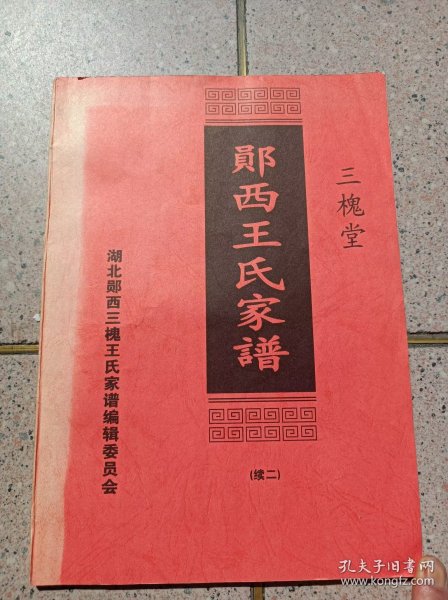 三槐堂
鄖西王氏家譜
(续二)
湖北郧西三槐王氏家谱编辑委员会
孔夫子旧书网
www.kongfz.com